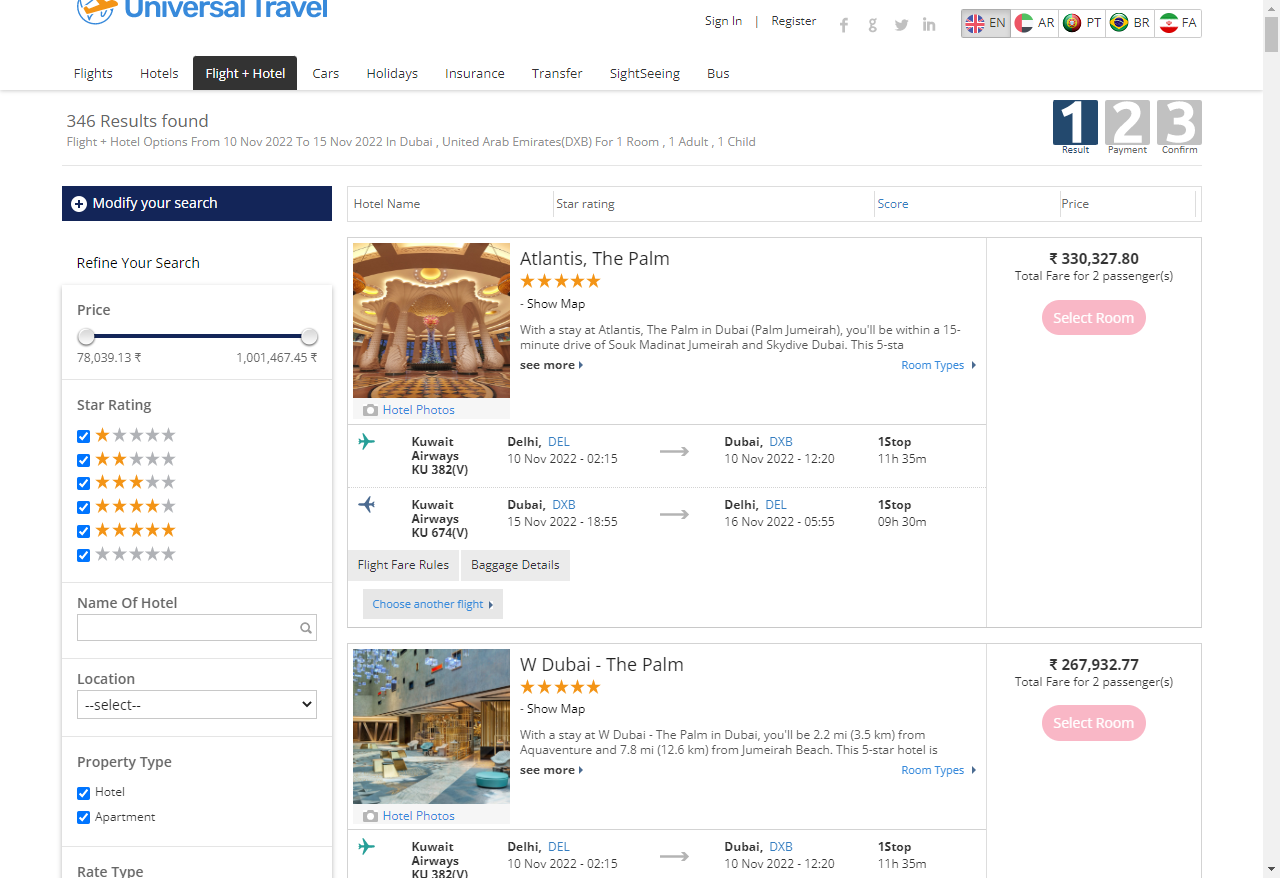 Universal Travel
Sign In | Register
EN AR PT BR FA
Flights Hotels Flight + Hotel Cars Holidays Insurance Transfer SightSeeing Bus
346 Results found
Flight + Hotel Options From 10 Nov 2022 To 15 Nov 2022 In Dubai , United Arab Emirates(DXB) For 1 Room , 1 Adult , 1 Child
1 2 3
Result Payment Confirm
Modify your search
Hotel Name Star rating Score Price
Refine Your Search
Price
78,039.13 ₹ 1,001,467.45 ₹
Star Rating
Name Of Hotel
Location
--select--
Property Type
Hotel
Apartment
Rate Type
Atlantis, The Palm
- Show Map
With a stay at Atlantis, The Palm in Dubai (Palm Jumeirah), you'll be within a 15-
minute drive of Souk Madinat Jumeirah and Skydive Dubai. This 5-sta
see more Room Types
Hotel Photos
₹ 330,327.80
Total Fare for 2 passenger(s)
Select Room
Kuwait
Airways
KU 382(V)
Delhi, DEL
10 Nov 2022 - 02:15
Dubai, DXB
10 Nov 2022 - 12:20
1Stop
11h 35m
Kuwait
Airways
KU 674(V)
Dubai, DXB
15 Nov 2022 - 18:55
Delhi, DEL
16 Nov 2022 - 05:55
1Stop
09h 30m
Flight Fare Rules Baggage Details
Choose another flight
W Dubai - The Palm
- Show Map
With a stay at W Dubai - The Palm in Dubai, you'll be 2.2 mi (3.5 km) from
Aquaventure and 7.8 mi (12.6 km) from Jumeirah Beach. This 5-star hotel is
see more Room Types
Hotel Photos
₹ 267,932.77
Total Fare for 2 passenger(s)
Select Room
Kuwait
Airways
KU 382(V)
Delhi, DEL
10 Nov 2022 - 02:15
Dubai, DXB
10 Nov 2022 - 12:20
1Stop
11h 35m